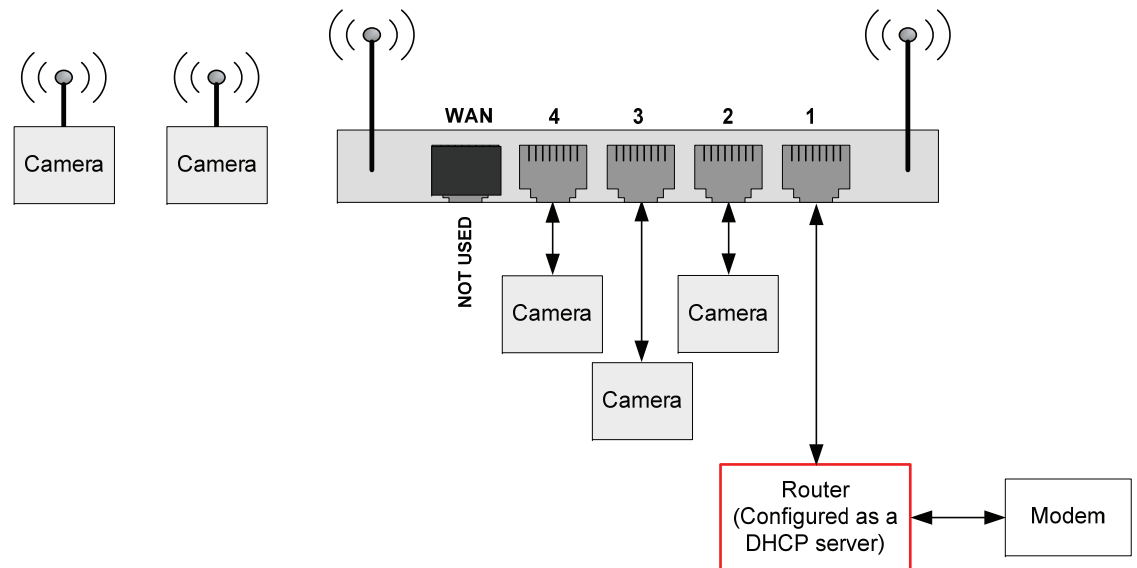 WAN 4 3 2 1
Camera Camera
NOT USED
Camera Camera
Camera
Router
(Configured as a
DHCP server)
Modem